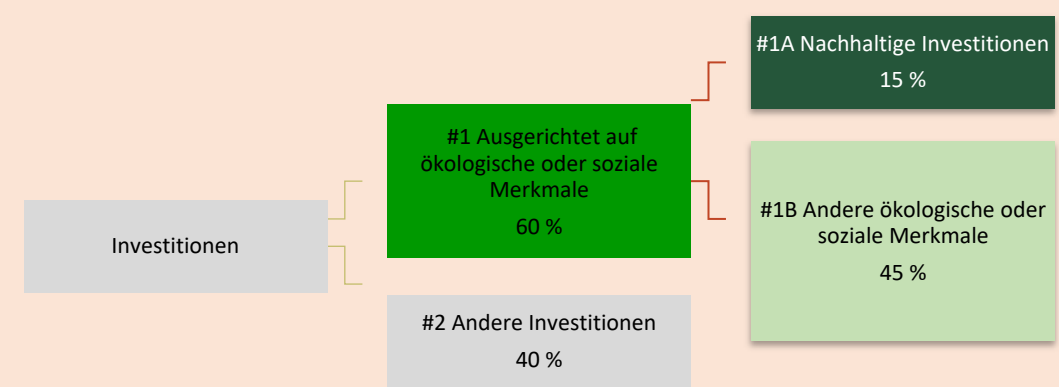 Investitionen
#1 Ausgerichtet auf
ökologische oder soziale
Merkmale
60 %
#2 Andere Investitionen
40 %
#1A Nachhaltige Investitionen
15 %
#1B Andere ökologische oder
soziale Merkmale
45 %